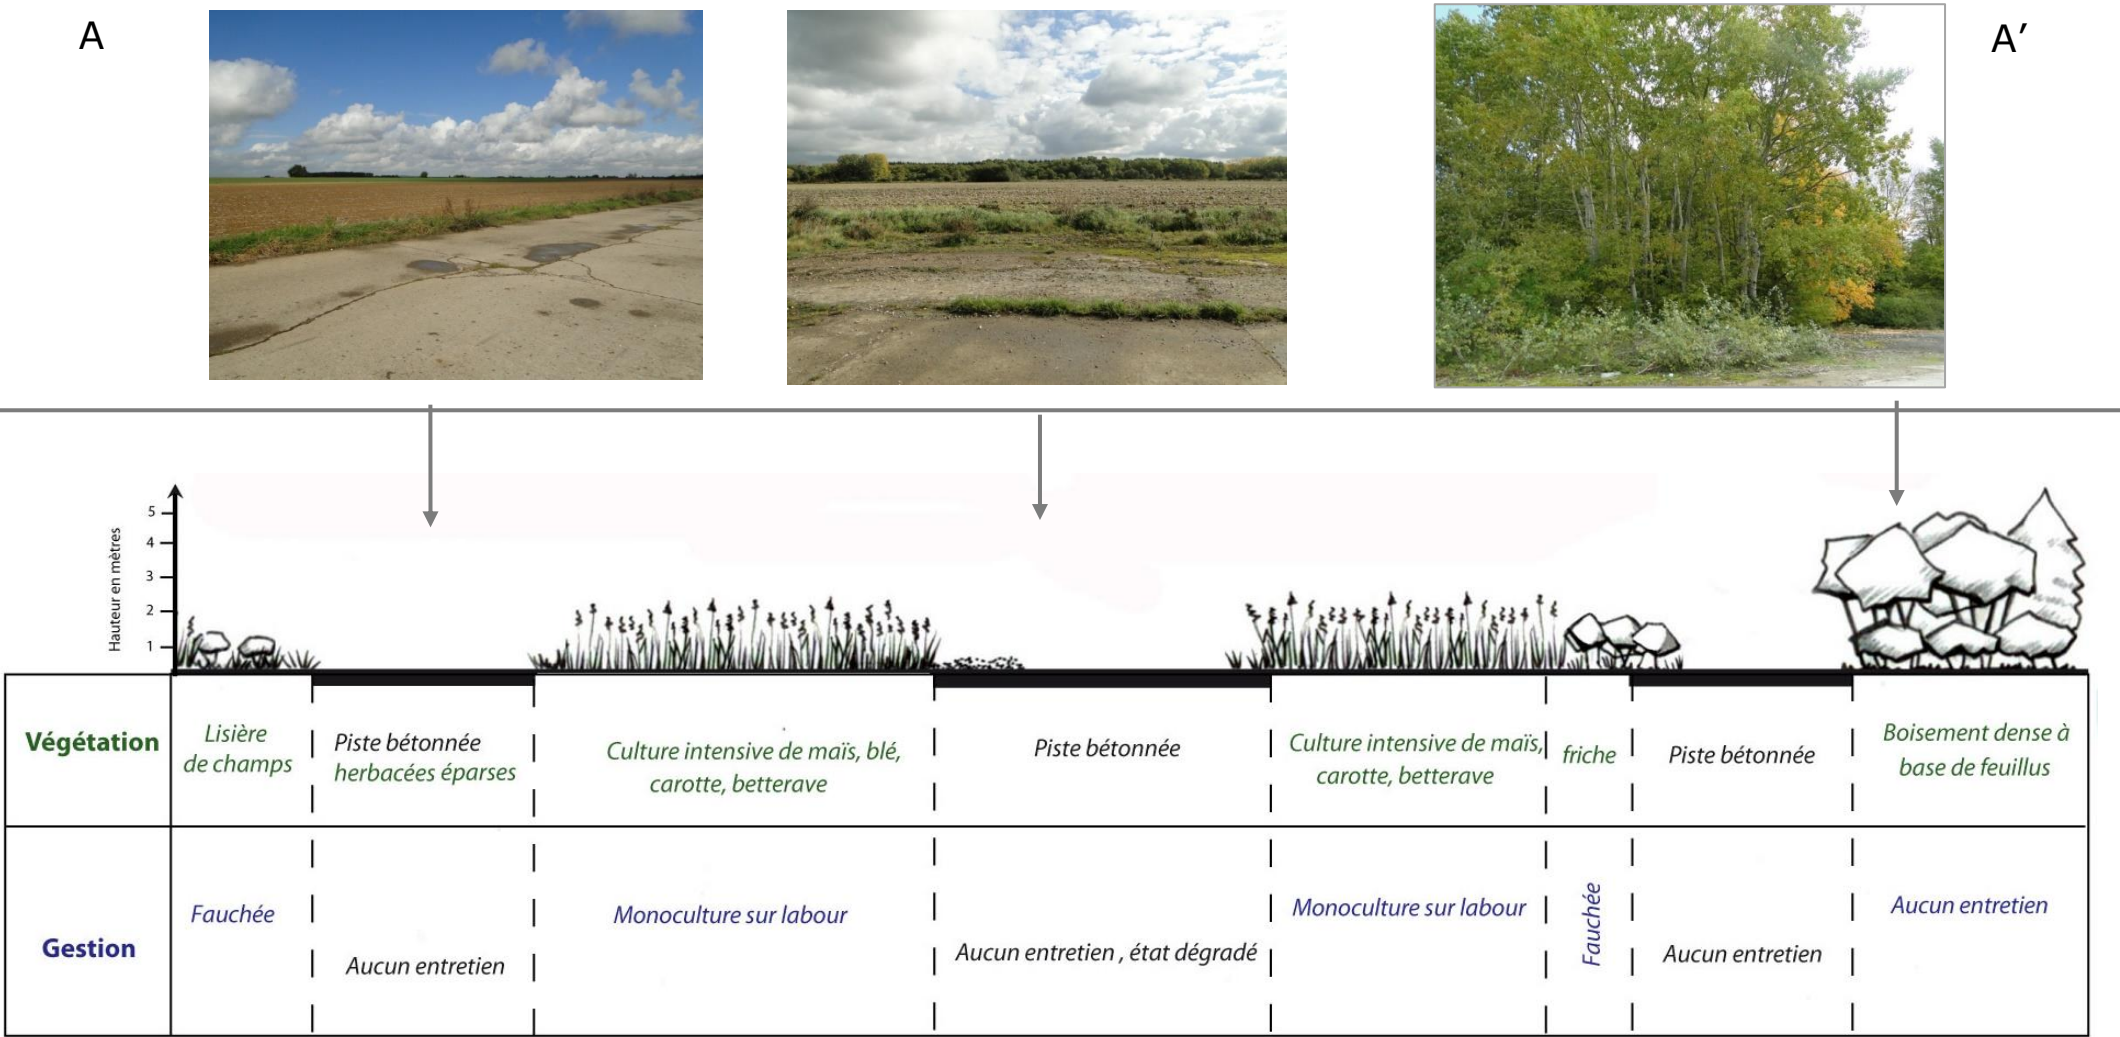 A
A’
Hauteur en mètres
5
4
3
2
1
Végétation
Lisière
de champs
Piste bétonnée
herbacées éparses
Culture intensive de maïs, blé,
carotte, betterave
Piste bétonnée
Culture intensive de maïs,
carotte, betterave
friche
Piste bétonnée
Boisement dense à
base de feuillus
Gestion
Fauchée
Aucun entretien
Monoculture sur labour
Aucun entretien , état dégradé
Monoculture sur labour
Fauchée
Aucun entretien
Aucun entretien